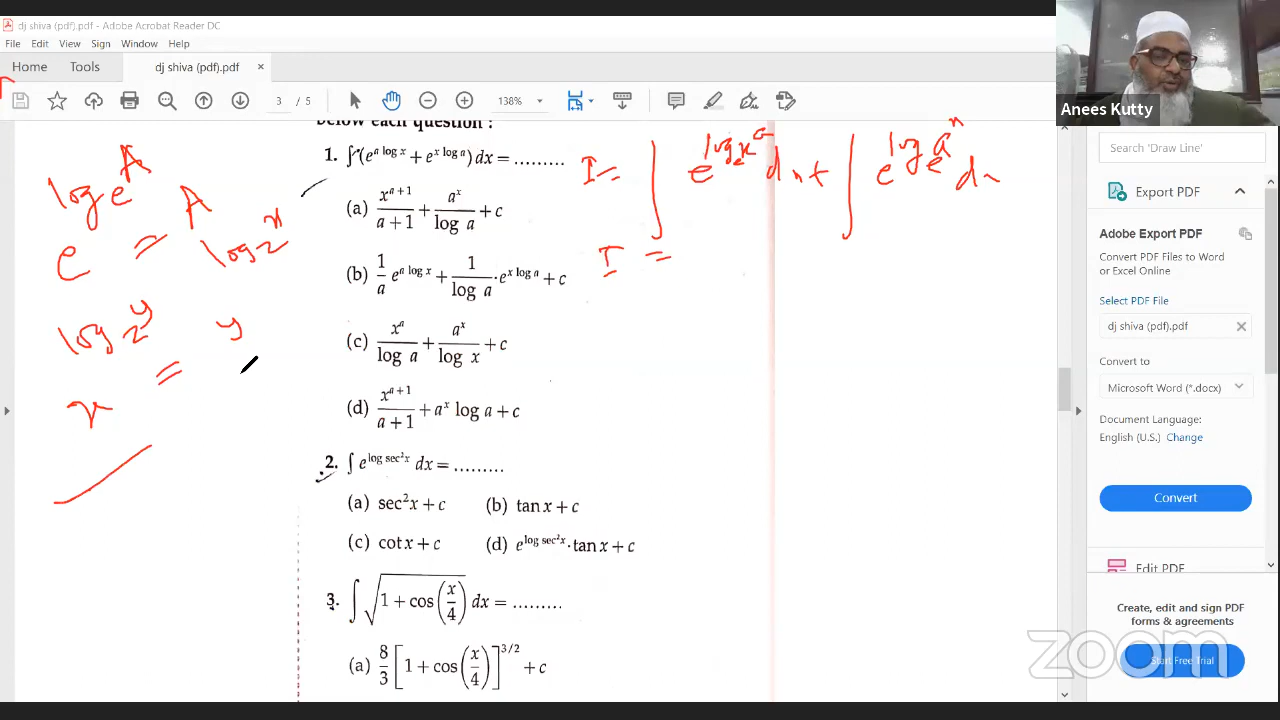 dj shiva (pdf).pdf - Adobe Acrobat Reader DC
File Edit View Sign Window Help
Home Tools dj shiva (pdf).pdf ×
3 / 5 138%
Anees Kutty
below each question :
1. ∫(e^{a log x} + e^{x log a}) dx = .........
(a) x^{a+1}/(a+1) + a^x/log a + c
(b) 1/a e^{a log x} + 1/log a · e^{x log a} + c
(c) x^a/log a + a^x/log x + c
(d) x^{a+1}/(a+1) + a^x log a + c
2. ∫ e^{log sec²x} dx = .........
(a) sec²x + c (b) tan x + c
(c) cot x + c (d) e^{log sec²x} · tan x + c
3. ∫ √(1 + cos(x/4)) dx = .........
(a) 8/3 [1 + cos(x/4)]^{3/2} + c
I = ∫ e^{log_e x^a} dx + ∫ e^{log_e a^x} dx
I =
log_e A
e = A
log_x y
x = y
Search 'Draw Line'
Export PDF
Adobe Export PDF
Convert PDF Files to Word
or Excel Online
Select PDF File
dj shiva (pdf).pdf ×
Convert to
Microsoft Word (*.docx)
Document Language:
English (U.S.) Change
Convert
Edit PDF
Create, edit and sign PDF
forms & agreements
Start Free Trial
zoom